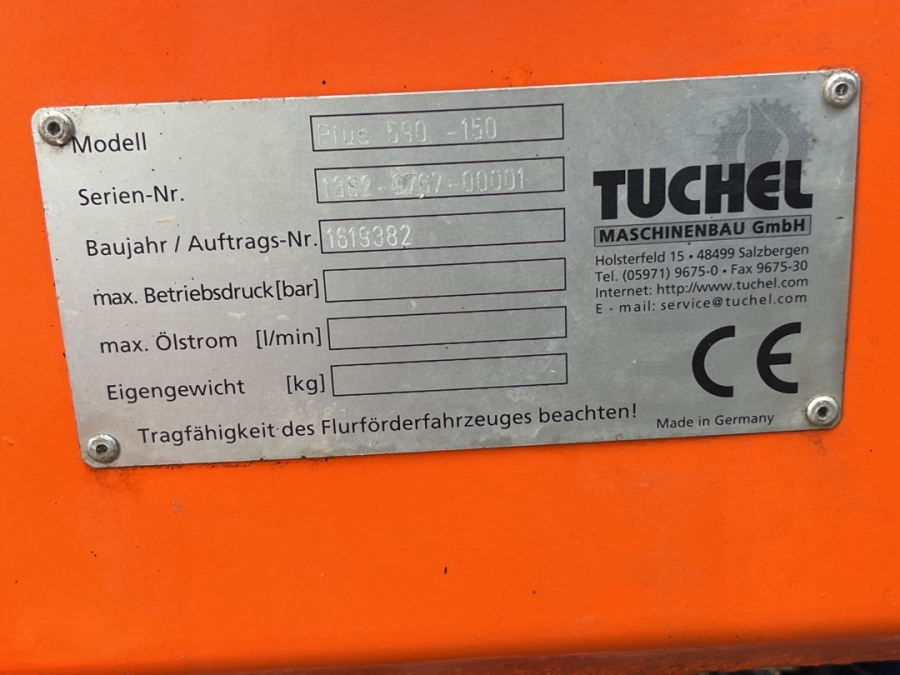 Modell Plus 590 -150
Serien-Nr. 1392-9767-00001
Baujahr / Auftrags-Nr. 1619382
max. Betriebsdruck [bar]
max. Ölstrom [l/min]
Eigengewicht [kg]
Tragfähigkeit des Flurförderfahrzeuges beachten!
TUCHEL
MASCHINENBAU GmbH
Holsterfeld 15 • 48499 Salzbergen
Tel. (05971) 9675-0 • Fax 9675-30
Internet: http://www.tuchel.com
E - mail: service@tuchel.com
CE
Made in Germany